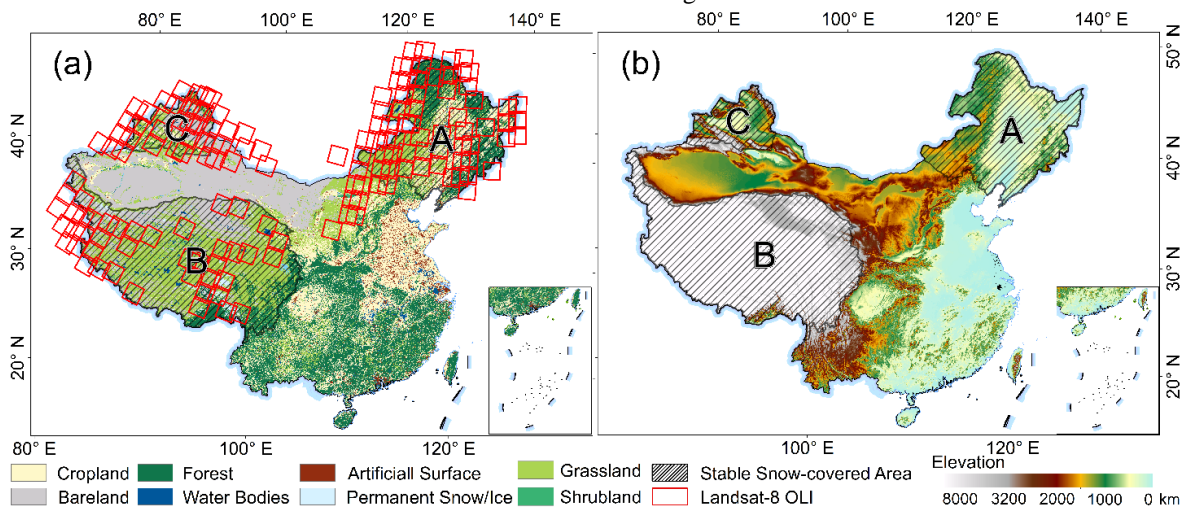 80° E 100° E 120° E 140° E 80° E 100° E 120° E 140° E
(a) (b)
50° N
40° N 40° N
30° N 30° N
20° N 20° N
C A C A
B B
80° E 100° E 120° E 100° E 120° E
Cropland Forest Artificiall Surface Grassland Stable Snow-covered Area Elevation
Bareland Water Bodies Permanent Snow/Ice Shrubland Landsat-8 OLI
8000 3200 2000 1000 0 km